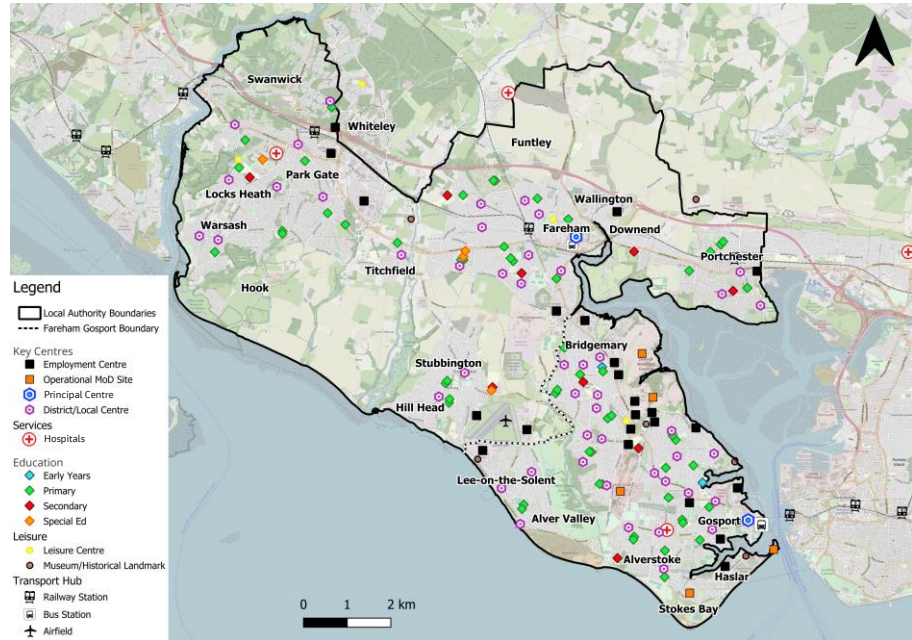 Swanwick
Whiteley
Funtley
Park Gate
Locks Heath
Wallington
Warsash
Fareham
Downend
Titchfield
Portchester
Hook
Legend
Local Authority Boundaries
Fareham Gosport Boundary
Key Centres
Employment Centre
Operational MoD Site
Principal Centre
District/Local Centre
Services
Hospitals
Education
Early Years
Primary
Secondary
Special Ed
Leisure
Leisure Centre
Museum/Historical Landmark
Transport Hub
Railway Station
Bus Station
Airfield
Bridgemary
Stubbington
Hill Head
Lee-on-the-Solent
Alver Valley
Gosport
Alverstoke
Haslar
Stokes Bay
0 1 2 km